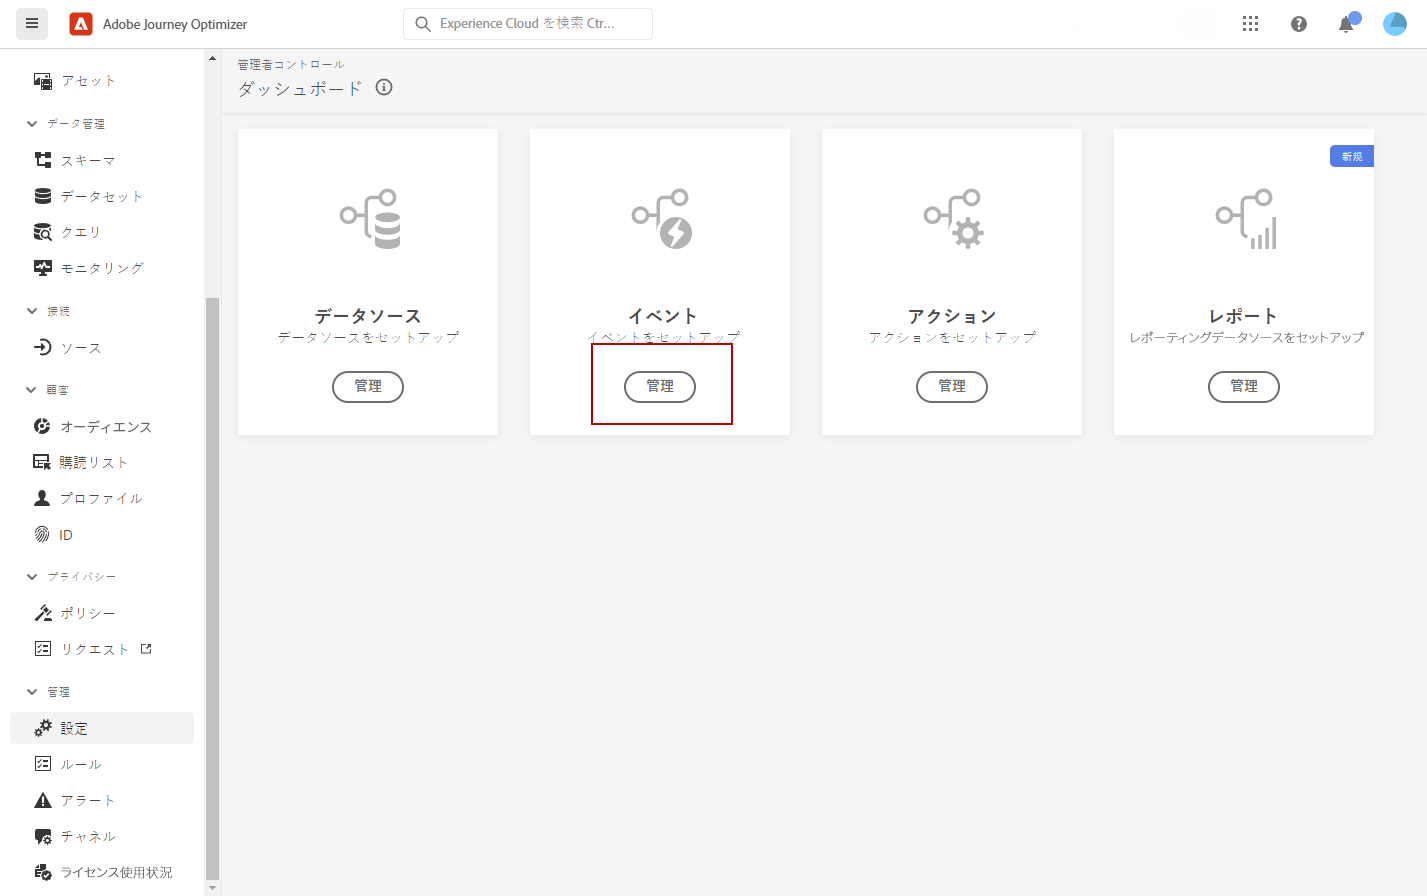 Adobe Journey Optimizer
Experience Cloud を検索 Ctr...
アセット
データ管理
スキーマ
データセット
クエリ
モニタリング
接続
ソース
顧客
オーディエンス
購読リスト
プロファイル
ID
プライバシー
ポリシー
リクエスト
管理
設定
ルール
アラート
チャネル
ライセンス使用状況
管理者コントロール
ダッシュボード
データソース
データソースをセットアップ
管理
イベント
イベントをセットアップ
管理
アクション
アクションをセットアップ
管理
新規
レポート
レポーティングデータソースをセットアップ
管理